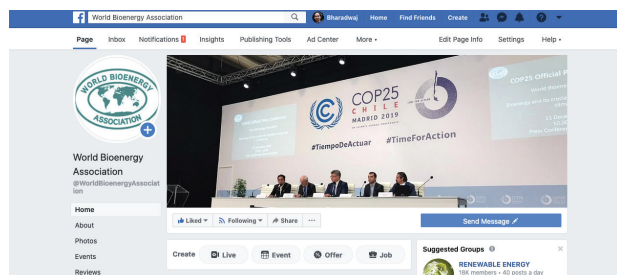 World Bioenergy Association
Bharadwaj Home Find Friends Create
Page Inbox Notifications Insights Publishing Tools Ad Center More Edit Page Info Settings Help
WORLD BIOENERGY
ASSOCIATION
COP25
CHILE
MADRID 2019
#TiempoDeActuar #TimeForAction
COP25 Official
World Bioenergy
Association
@WorldBioenergyAssociat
ion
Home
About
Photos
Events
Reviews
Liked Following Share ...
Send Message
Create Live Event Offer Job
Suggested Groups
RENEWABLE ENERGY
18K members • 40 posts a day